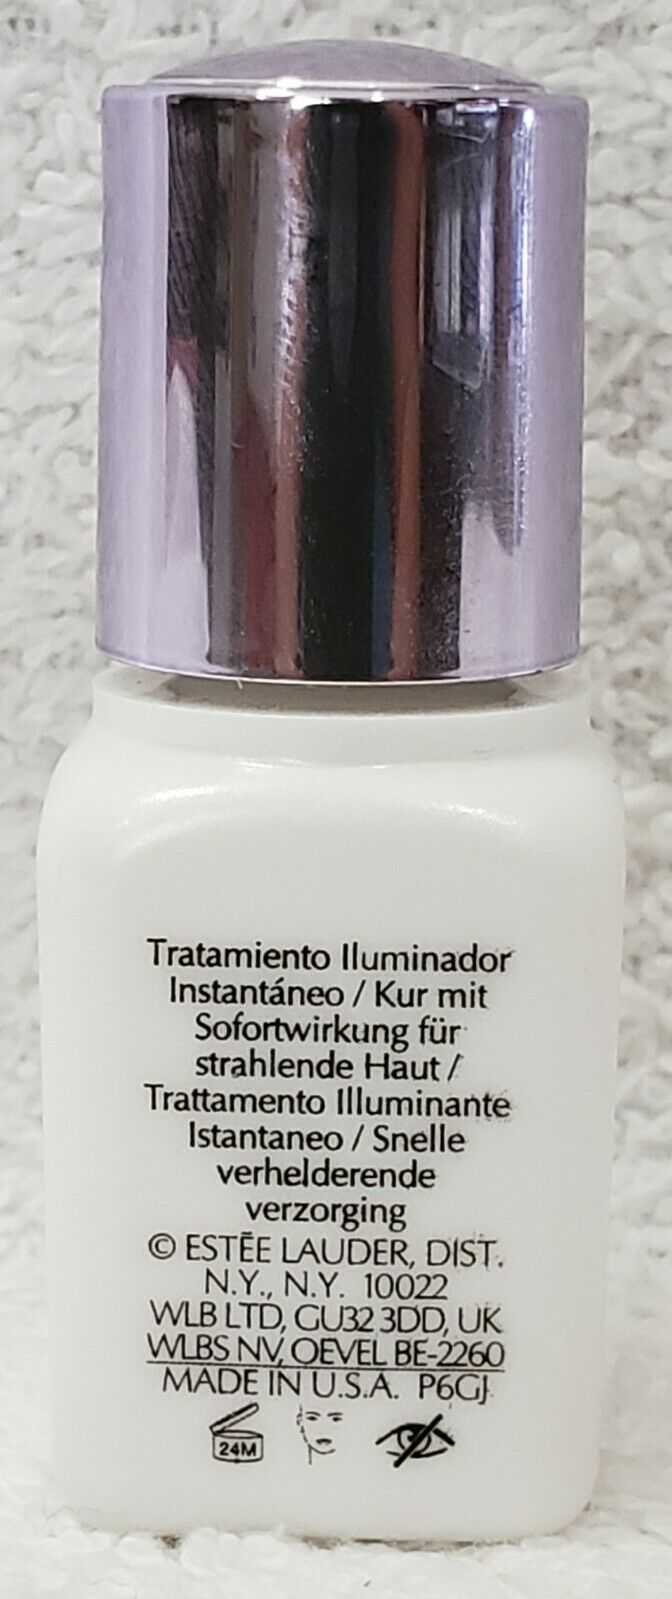 Tratamiento Iluminador
Instantáneo / Kur mit
Sofortwirkung für
strahlende Haut /
Trattamento Illuminante
Istantaneo / Snelle
verhelderende
verzorging
© ESTĒE LAUDER, DIST.
N.Y., N.Y. 10022
WLB LTD, GU32 3DD, UK
WLBS NV, OEVEL BE-2260
MADE IN U.S.A. P6GJ
24M